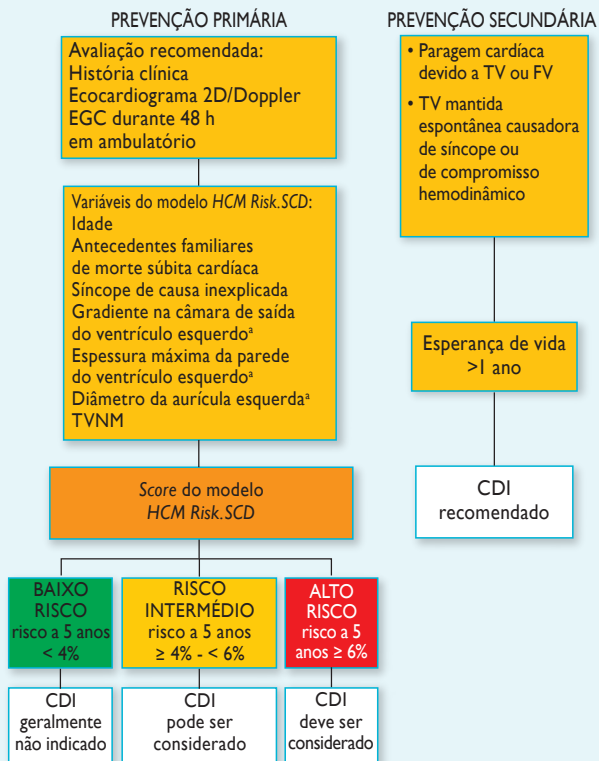 PREVENÇÃO PRIMÁRIA
Avaliação recomendada:
História clínica
Ecocardiograma 2D/Doppler
EGC durante 48 h
em ambulatório
Variáveis do modelo HCM Risk.SCD:
Idade
Antecedentes familiares
de morte súbita cardíaca
Síncope de causa inexplicada
Gradiente na câmara de saída
do ventrículo esquerdoª
Espessura máxima da parede
do ventrículo esquerdoª
Diâmetro da aurícula esquerdaª
TVNM
Score do modelo
HCM Risk.SCD
BAIXO
RISCO
risco a 5 anos
< 4%
RISCO
INTERMÉDIO
risco a 5 anos
≥ 4% - < 6%
ALTO
RISCO
risco a 5
anos ≥ 6%
CDI
geralmente
não indicado
CDI
pode ser
considerado
CDI
deve ser
considerado
PREVENÇÃO SECUNDÁRIA
• Paragem cardíaca
devido a TV ou FV
• TV mantida
espontânea causadora
de síncope ou
de compromisso
hemodinâmico
Esperança de vida
>1 ano
CDI
recomendado